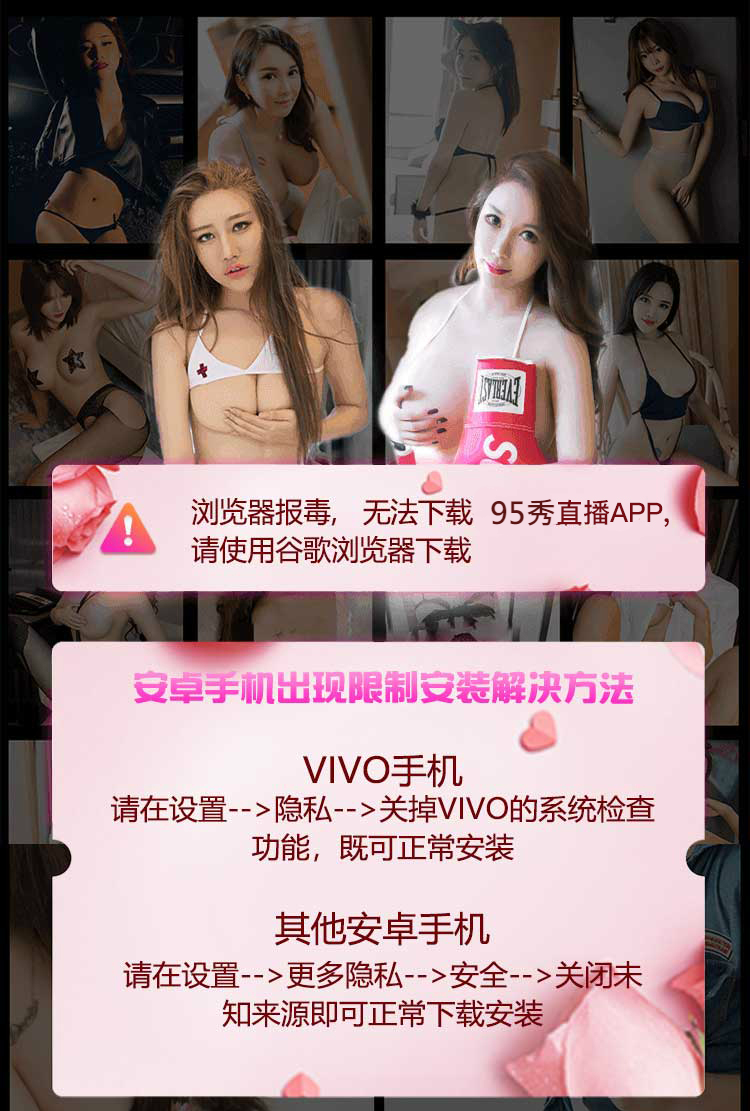 浏览器报毒，无法下载 95秀直播APP，
请使用谷歌浏览器下载
安卓手机出现限制安装解决方法
VIVO手机
请在设置-->隐私-->关掉VIVO的系统检查
功能，既可正常安装
其他安卓手机
请在设置-->更多隐私-->安全-->关闭未
知来源即可正常下载安装
EVERLAST